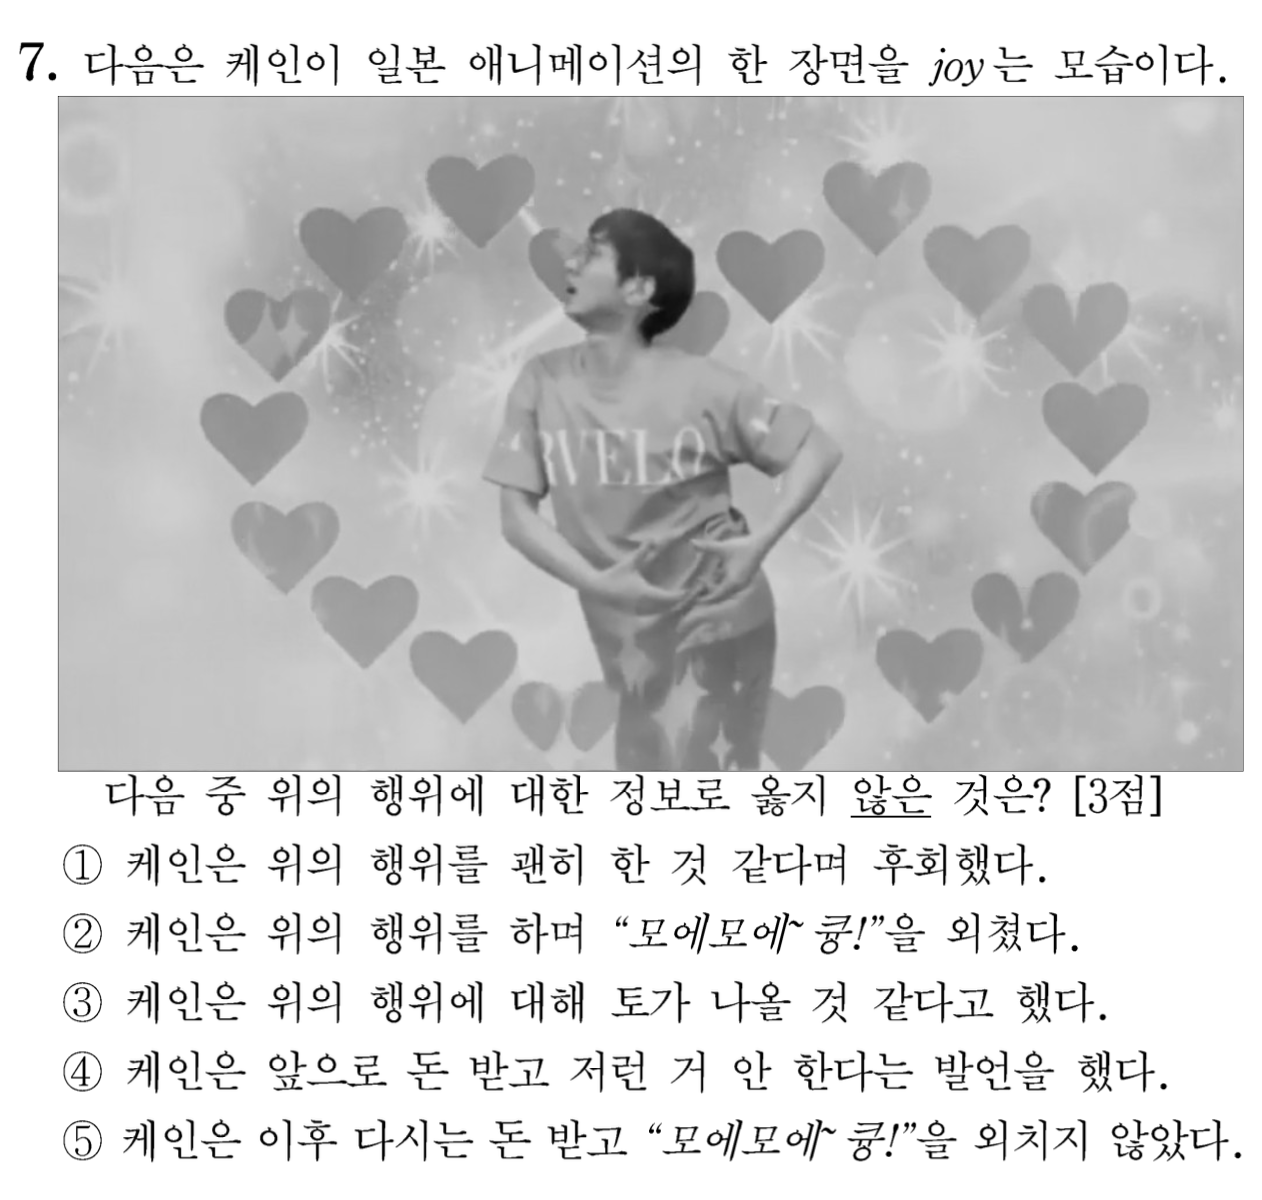 7. 다음은 케인이 일본 애니메이션의 한 장면을 joy는 모습이다.
RVELO
다음 중 위의 행위에 대한 정보로 옳지 않은 것은? [3점]
① 케인은 위의 행위를 괜히 한 것 같다며 후회했다.
② 케인은 위의 행위를 하며 “모에모에~ 큥!”을 외쳤다.
③ 케인은 위의 행위에 대해 토가 나올 것 같다고 했다.
④ 케인은 앞으로 돈 받고 저런 거 안 한다는 발언을 했다.
⑤ 케인은 이후 다시는 돈 받고 “모에모에~ 큥!”을 외치지 않았다.